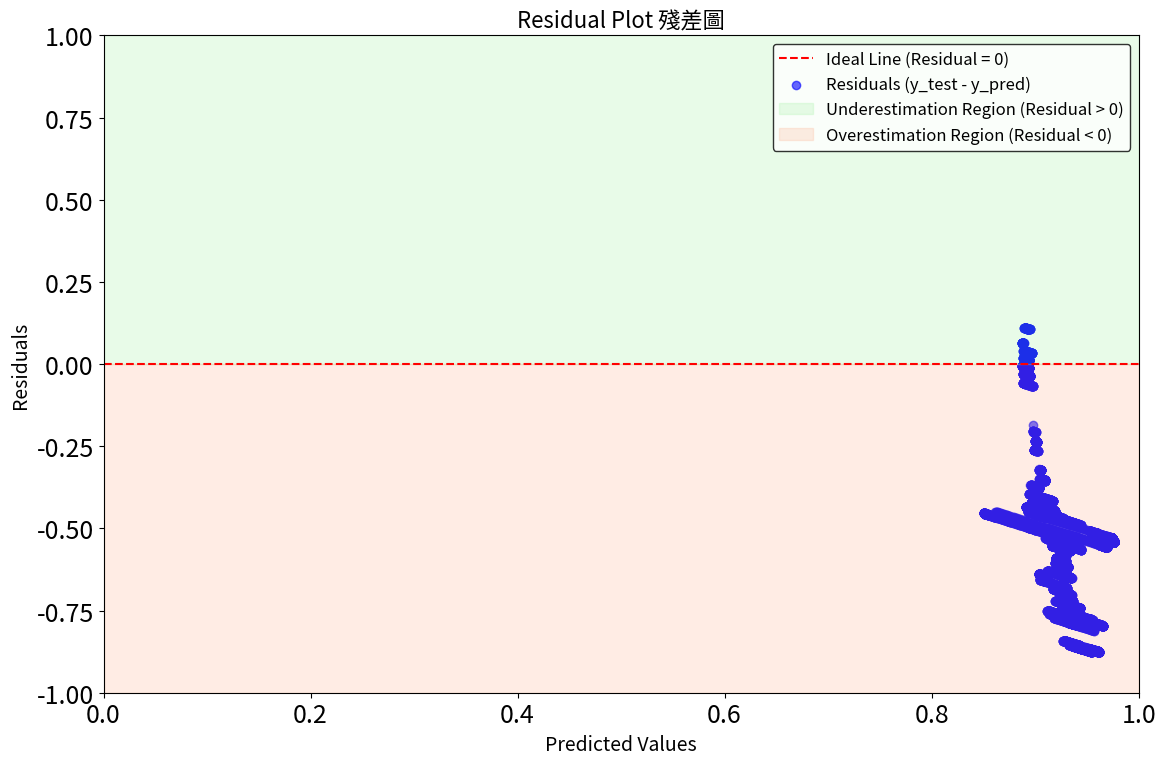 Residual Plot 殘差圖
Ideal Line (Residual = 0)
Residuals (y_test - y_pred)
Underestimation Region (Residual > 0)
Overestimation Region (Residual < 0)
Residuals
1.00
0.75
0.50
0.25
0.00
-0.25
-0.50
-0.75
-1.00
0.0 0.2 0.4 0.6 0.8 1.0
Predicted Values